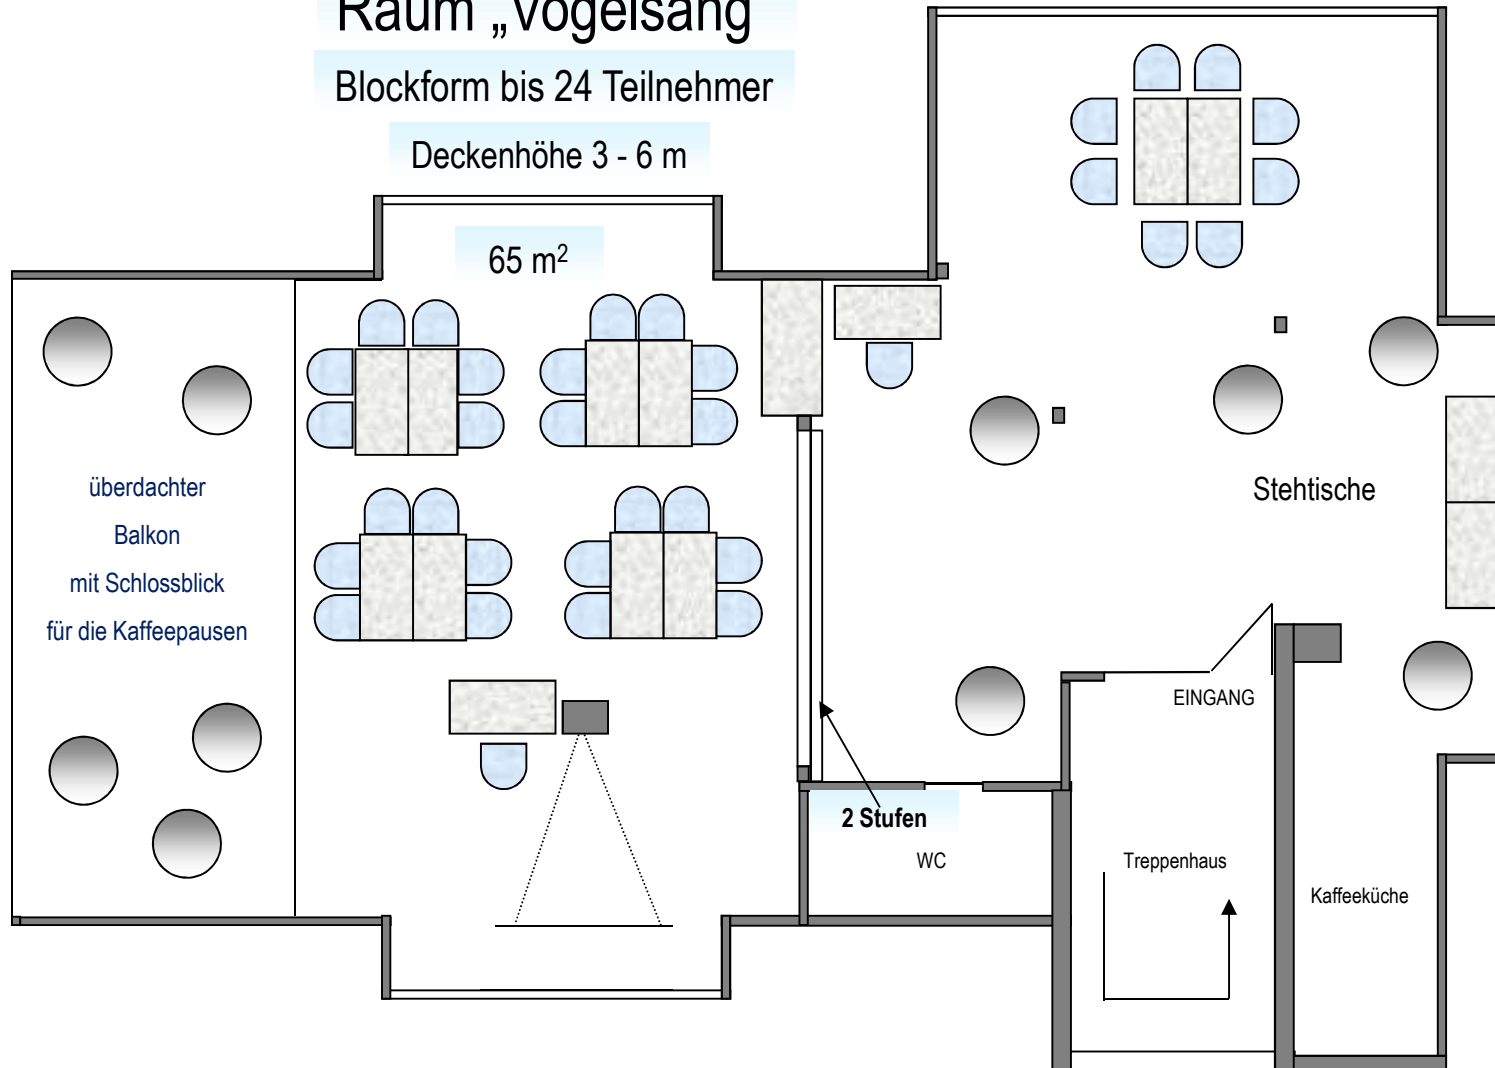 Raum „Vogelsang
Blockform bis 24 Teilnehmer
Deckenhöhe 3 - 6 m
65 m²
überdachter
Balkon
mit Schlossblick
für die Kaffeepausen
Stehtische
EINGANG
2 Stufen
WC
Treppenhaus
Kaffeeküche